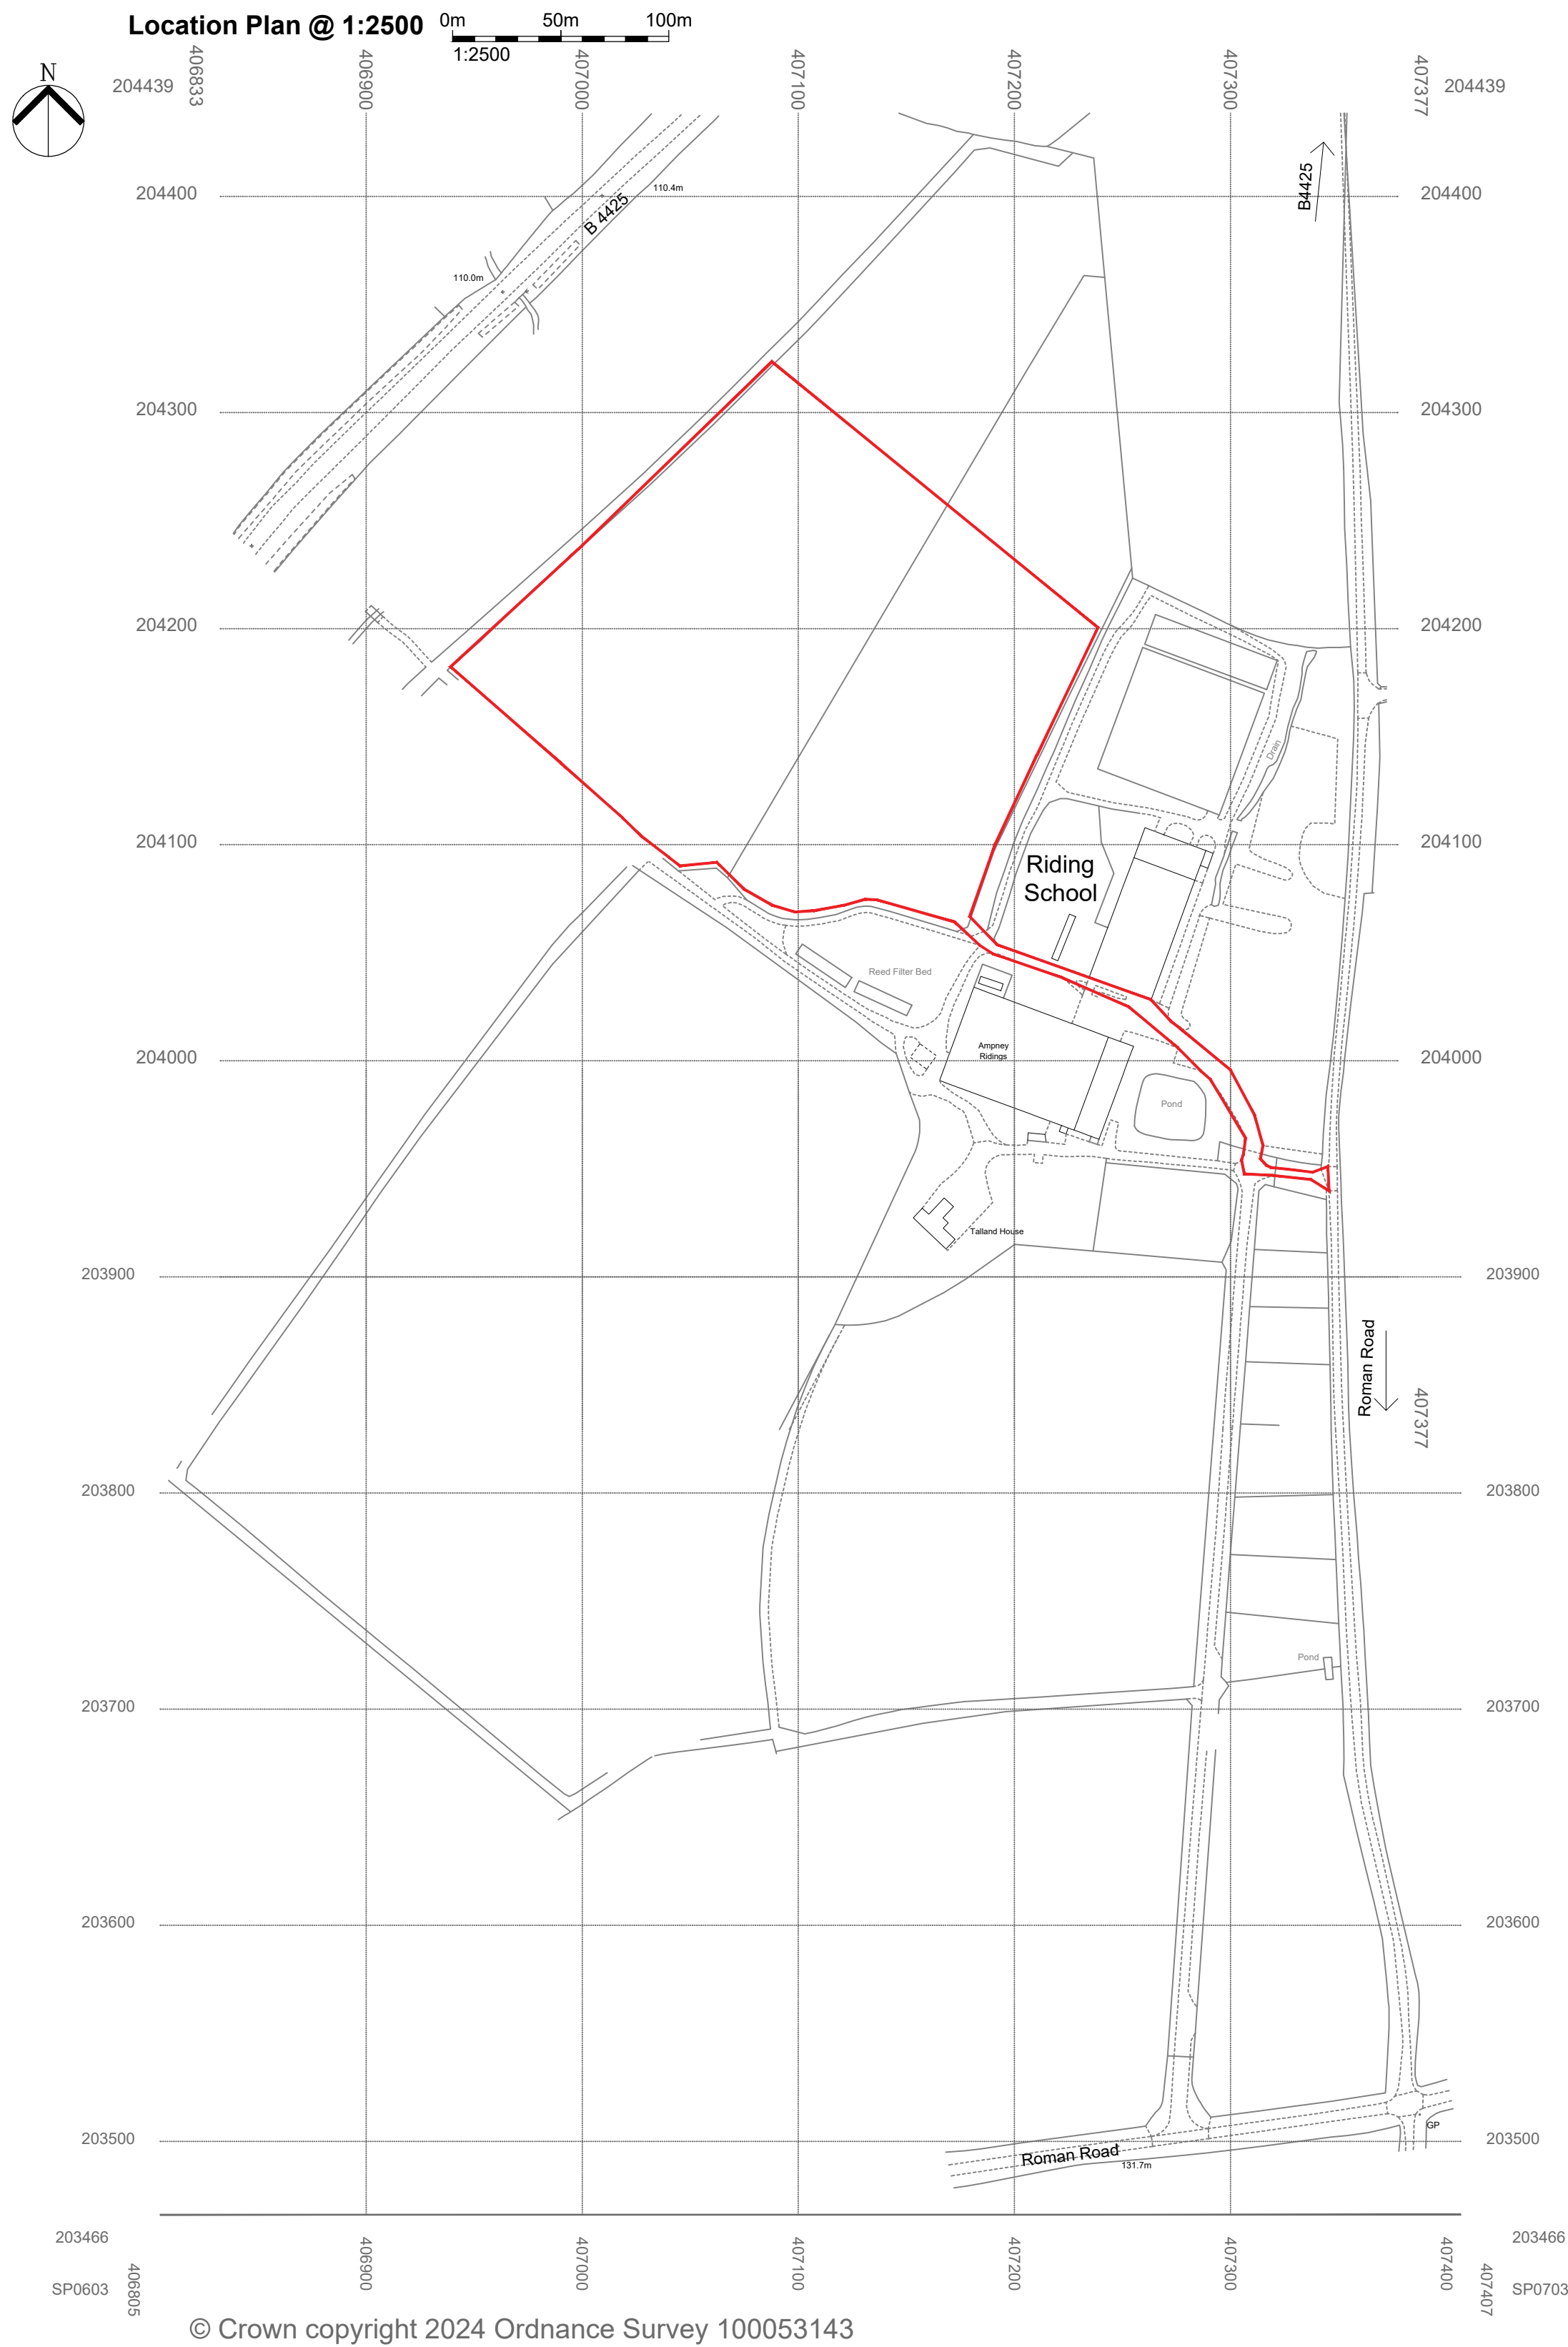 Location Plan @ 1:2500
0m 50m 100m
1:2500
N
204439 406833 406900 407000 407100 407200 407300 407377 204439
B4425
204400 110.4m 204400
B 4425
110.0m
204300 204300
204200 204200
Drain
204100 204100
Riding
School
Reed Filter Bed
Ampney
Ridings
204000 204000
Pond
Talland House
203900 203900
Roman Road
407377
203800 203800
Pond
203700 203700
203600 203600
GP
203500 203500
Roman Road
131.7m
203466 203466
406900 407000 407100 407200 407300 407400
SP0603 406805 407407 SP0703
© Crown copyright 2024 Ordnance Survey 100053143